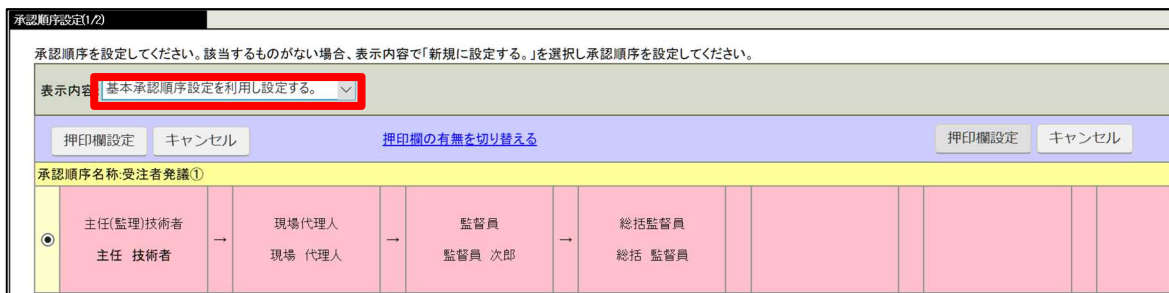 承認順序設定(1/2)
承認順序を設定してください。該当するものがない場合、表示内容で「新規に設定する。」を選択し承認順序を設定してください。
表示内容: 基本承認順序設定を利用し設定する。
押印欄設定 キャンセル 押印欄の有無を切り替える 押印欄設定 キャンセル
承認順序名称:受注者発議①
主任(監理)技術者 → 現場代理人 → 監督員 → 総括監督員
主任 技術者 現場 代理人 監督員 次郎 総括 監督員